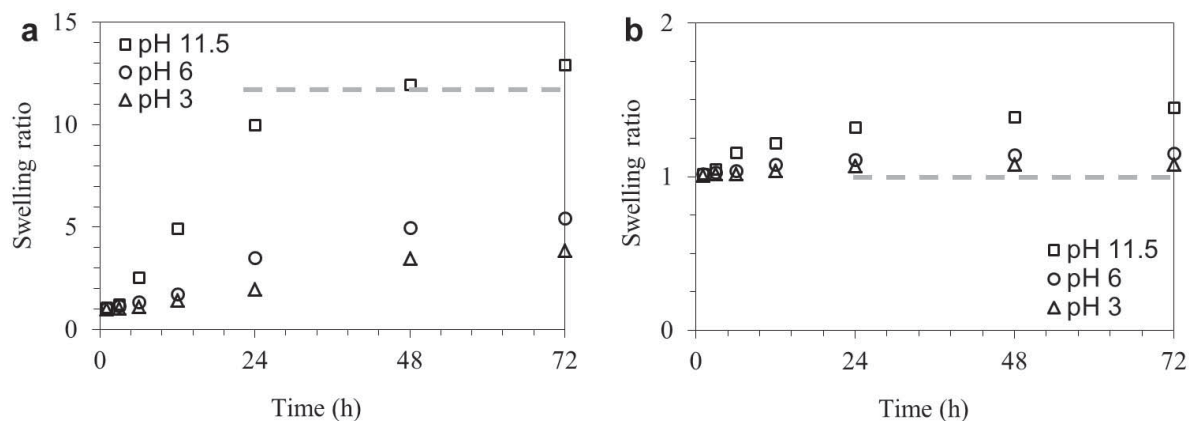 a
15
10
5
0
Swelling ratio
pH 11.5
pH 6
pH 3
0 24 48 72
Time (h)
b
2
1
0
Swelling ratio
pH 11.5
pH 6
pH 3
0 24 48 72
Time (h)